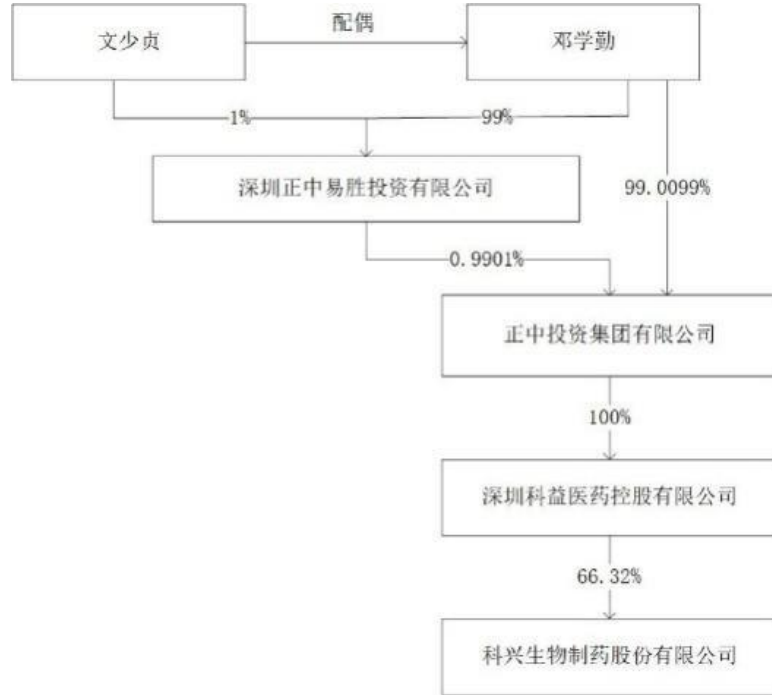 配偶
文少贞
邓学勤
1%
99%
深圳正中易胜投资有限公司
99.0099%
0.9901%
正中投资集团有限公司
100%
深圳科益医药控股有限公司
66.32%
科兴生物制药股份有限公司